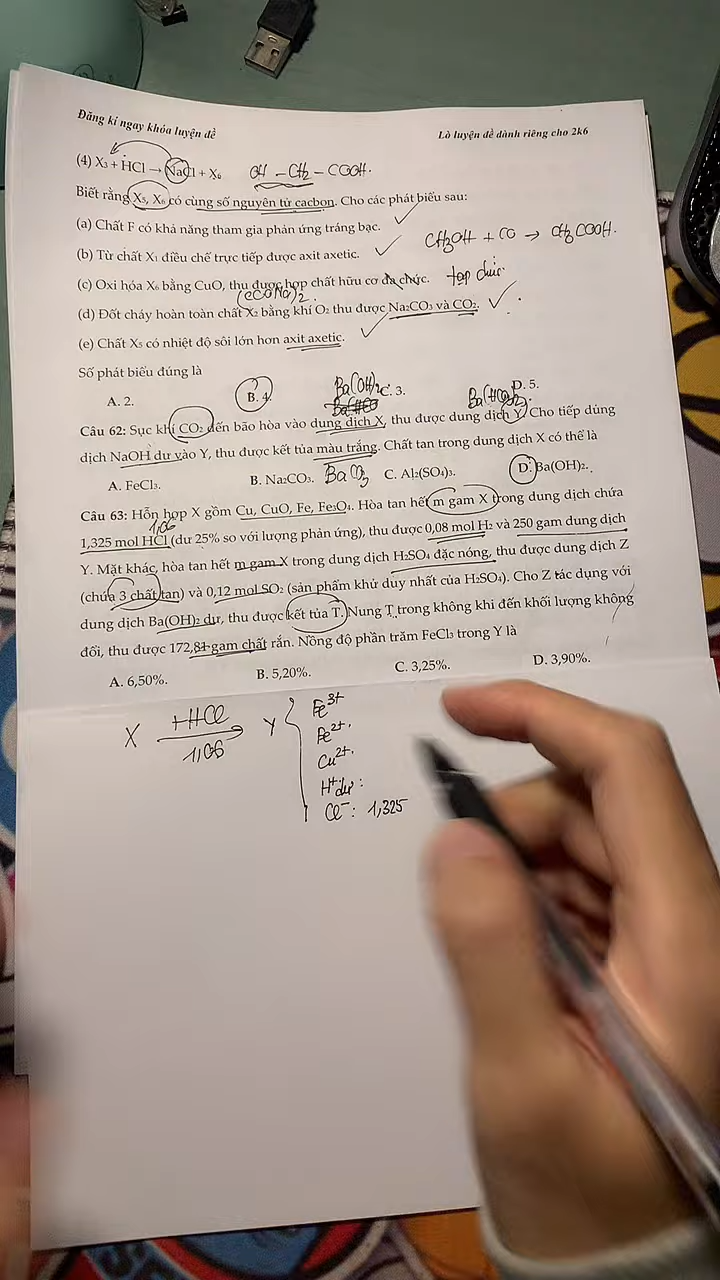 Đăng kí ngay khóa luyện đề
Lò luyện đề dành riêng cho 2k6
(4) X₃ + HCl → NaCl + X₆ OH - CH₂ - COOH.
Biết rằng X₅, X₆ có cùng số nguyên tử cacbon. Cho các phát biểu sau:
(a) Chất F có khả năng tham gia phản ứng tráng bạc.
CH₃OH + CO → CH₃COOH.
(b) Từ chất X₁ điều chế trực tiếp được axit axetic.
(c) Oxi hóa X₆ bằng CuO, thu được hợp chất hữu cơ đa chức. tạp chức.
(d) Đốt cháy hoàn toàn chất X₂ bằng khí O₂ thu được Na₂CO₃ và CO₂.
(e) Chất X₅ có nhiệt độ sôi lớn hơn axit axetic.
Số phát biểu đúng là
Ba(OH)₂
A. 2. B. 4. C. 3. D. 5.
Câu 62: Sục khí CO₂ đến bão hòa vào dung dịch X, thu được dung dịch Y. Cho tiếp dùng
dịch NaOH dư vào Y, thu được kết tủa màu trắng. Chất tan trong dung dịch X có thể là
A. FeCl₃. B. Na₂CO₃. BaCO₃ C. Al₂(SO₄)₃. D. Ba(OH)₂.
Câu 63: Hỗn hợp X gồm Cu, CuO, Fe, Fe₃O₄. Hòa tan hết m gam X trong dung dịch chứa
1,06
1,325 mol HCl (dư 25% so với lượng phản ứng), thu được 0,08 mol H₂ và 250 gam dung dịch
Y. Mặt khác, hòa tan hết m gam X trong dung dịch H₂SO₄ đặc nóng, thu được dung dịch Z
(chứa 3 chất tan) và 0,12 mol SO₂ (sản phẩm khử duy nhất của H₂SO₄). Cho Z tác dụng với
dung dịch Ba(OH)₂ dư, thu được kết tủa T. Nung T trong không khí đến khối lượng không
đổi, thu được 172,81 gam chất rắn. Nồng độ phần trăm FeCl₃ trong Y là
A. 6,50%. B. 5,20%. C. 3,25%. D. 3,90%.
X +HCl 1,06 Y
Fe³⁺
Fe²⁺.
Cu²⁺.
H⁺ dư :
Cl⁻ : 1,325